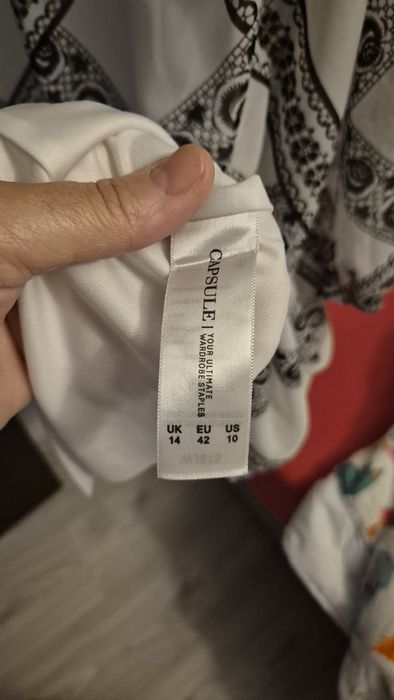 CAPSULE | YOUR ULTIMATE
WARDROBE STAPLES
UK EU US
14 42 10